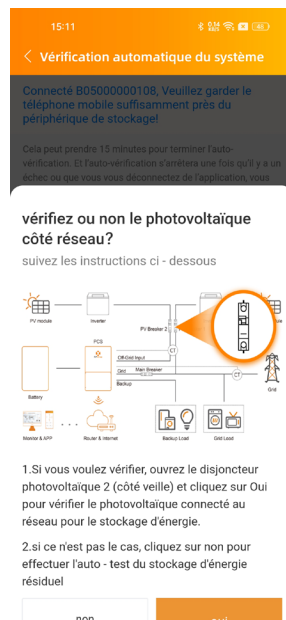 15:11
Vérification automatique du système
Connecté B05000000108, Veuillez garder le
téléphone mobile suffisamment près du
périphérique de stockage!
Cela peut prendre 15 minutes pour terminer l'auto-
vérification. Et l'auto-vérification s'arrêtera une fois qu'il y a un
échec ou que vous vous déconnectez de l'application, vous
vérifiez ou non le photovoltaïque
côté réseau?
suivez les instructions ci - dessous
PV module
Inverter
PV Breaker 2
PCS
CT
Off-Grid Input
Grid
Main Breaker
CT
Backup
Battery
Grid
Monitor & APP
Router & Internet
Backup Load
Grid Load
1.Si vous voulez vérifier, ouvrez le disjoncteur
photovoltaïque 2 (côté veille) et cliquez sur Oui
pour vérifier le photovoltaïque connecté au
réseau pour le stockage d'énergie.
2.si ce n'est pas le cas, cliquez sur non pour
effectuer l'auto - test du stockage d'énergie
résiduel
non
oui